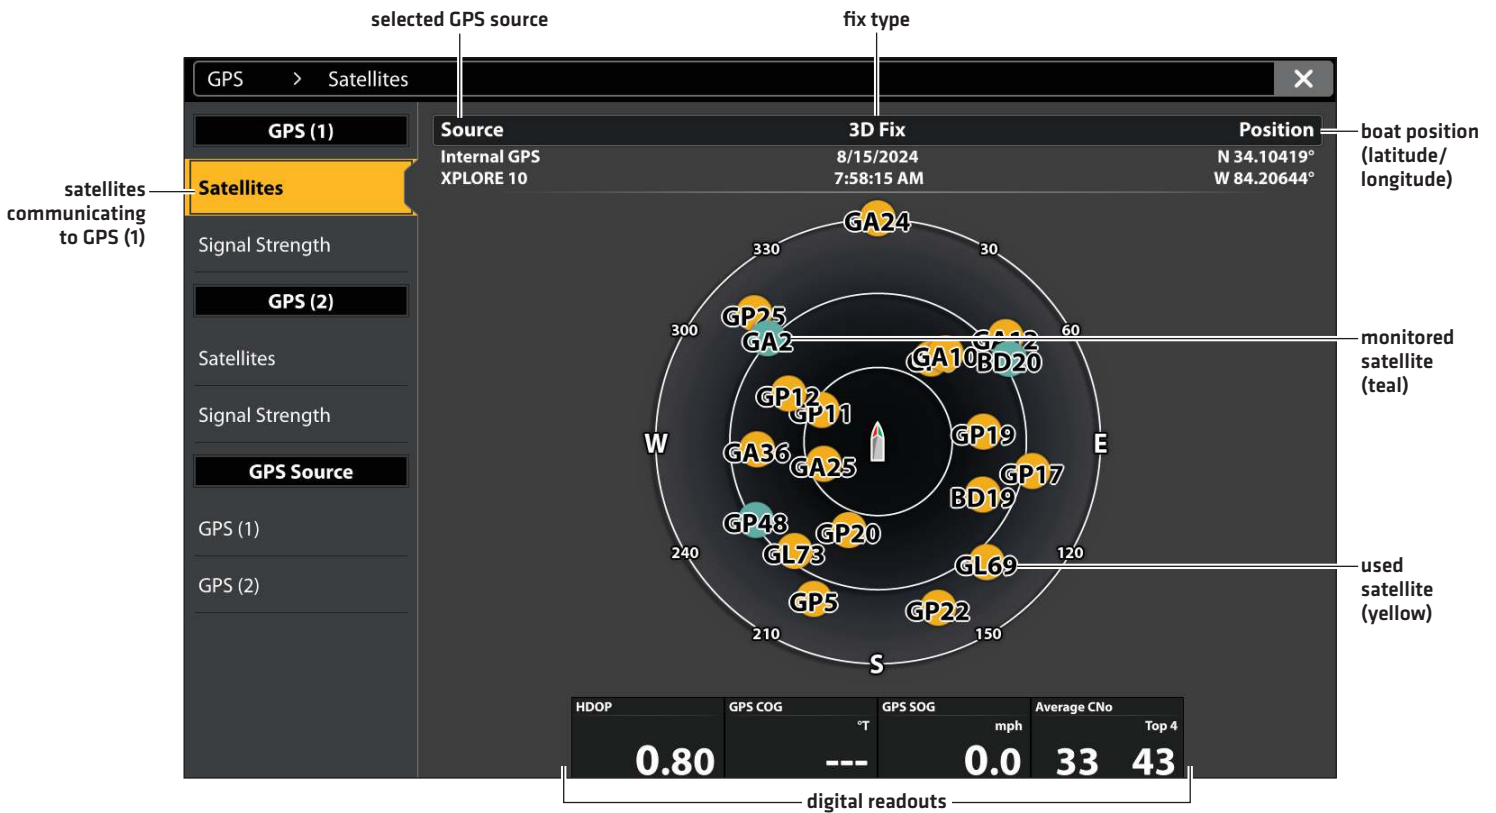 selected GPS source
fix type
GPS > Satellites
GPS (1)
Satellites
Signal Strength
GPS (2)
Satellites
Signal Strength
GPS Source
GPS (1)
GPS (2)
satellites
communicating
to GPS (1)
Source 3D Fix Position
Internal GPS 8/15/2024 N 34.10419°
XPLORE 10 7:58:15 AM W 84.20644°
boat position
(latitude/
longitude)
GA24
330 30
GP25
300 60
GA2 GA12
GA10 BD20
GP12
GP11
GP19
W E
GA36
GA25
GP17
BD19
GP48
GP20
GL73
240 120
GL69
GP5
GP22
210 150
S
monitored
satellite
(teal)
used
satellite
(yellow)
HDOP GPS COG GPS SOG Average CNo
°T mph Top 4
0.80 --- 0.0 33 43
digital readouts